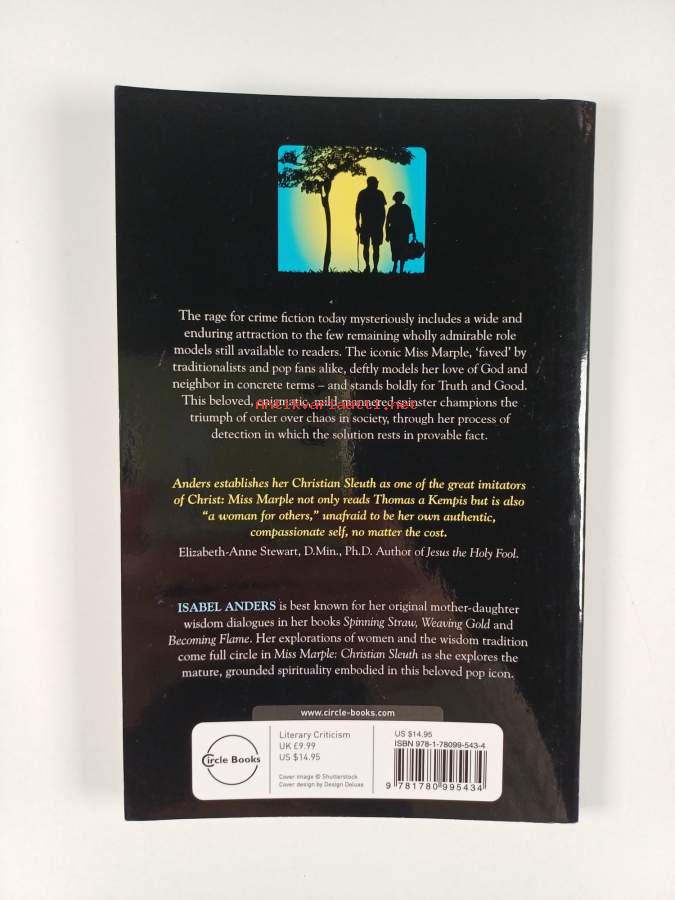 The rage for crime fiction today mysteriously includes a wide and
enduring attraction to the few remaining wholly admirable role
models still available to readers. The iconic Miss Marple, ‘faved’ by
traditionalists and pop fans alike, deftly models her love of God and
neighbor in concrete terms – and stands boldly for Truth and Good.
This beloved, enigmatic, mild-mannered spinster champions the
Antikvariaatti.net
triumph of order over chaos in society, through her process of
detection in which the solution rests in provable fact.
Anders establishes her Christian Sleuth as one of the great imitators
of Christ: Miss Marple not only reads Thomas a Kempis but is also
“a woman for others,” unafraid to be her own authentic,
compassionate self, no matter the cost.
Elizabeth-Anne Stewart, D.Min., Ph.D. Author of Jesus the Holy Fool.
ISABEL ANDERS is best known for her original mother-daughter
wisdom dialogues in her books Spinning Straw, Weaving Gold and
Becoming Flame. Her explorations of women and the wisdom tradition
come full circle in Miss Marple: Christian Sleuth as she explores the
mature, grounded spirituality embodied in this beloved pop icon.
www.circle-books.com
Circle Books
Literary Criticism
UK £9.99
US $14.95
Cover image © Shutterstock
Cover design by Design Deluxe
US $14.95
ISBN 978-1-78099-543-4
9 781780 995434